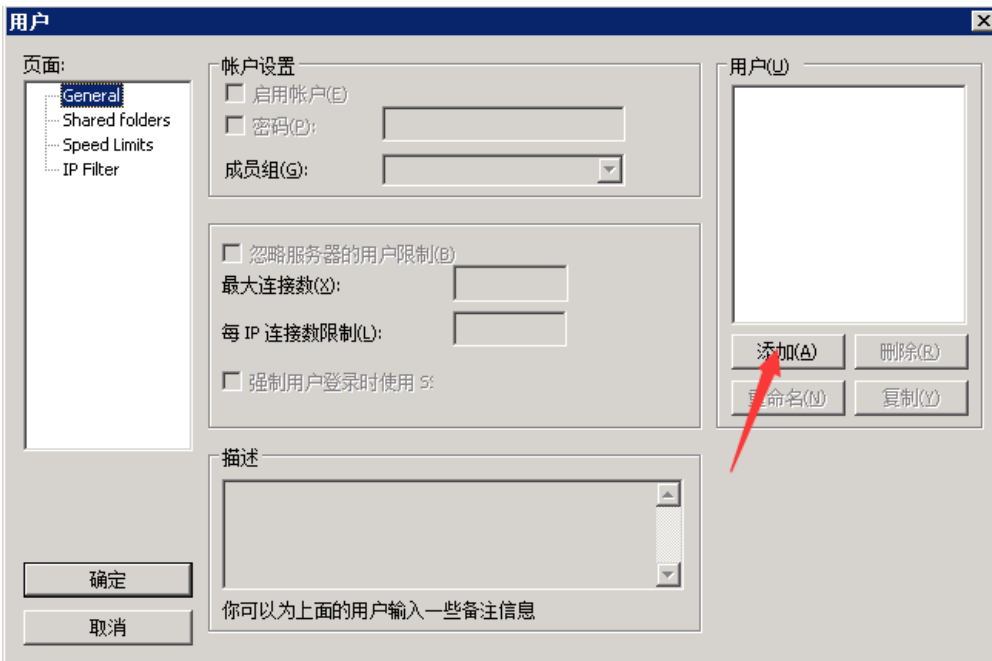 用户
页面:
General
Shared folders
Speed Limits
IP Filter
确定
取消
帐户设置
启用帐户(E)
密码(P):
成员组(G):
忽略服务器的用户限制(B)
最大连接数(X):
每 IP 连接数限制(L):
强制用户登录时使用 SS
描述
你可以为上面的用户输入一些备注信息
用户(U)
添加(A)
删除(R)
重命名(N)
复制(Y)